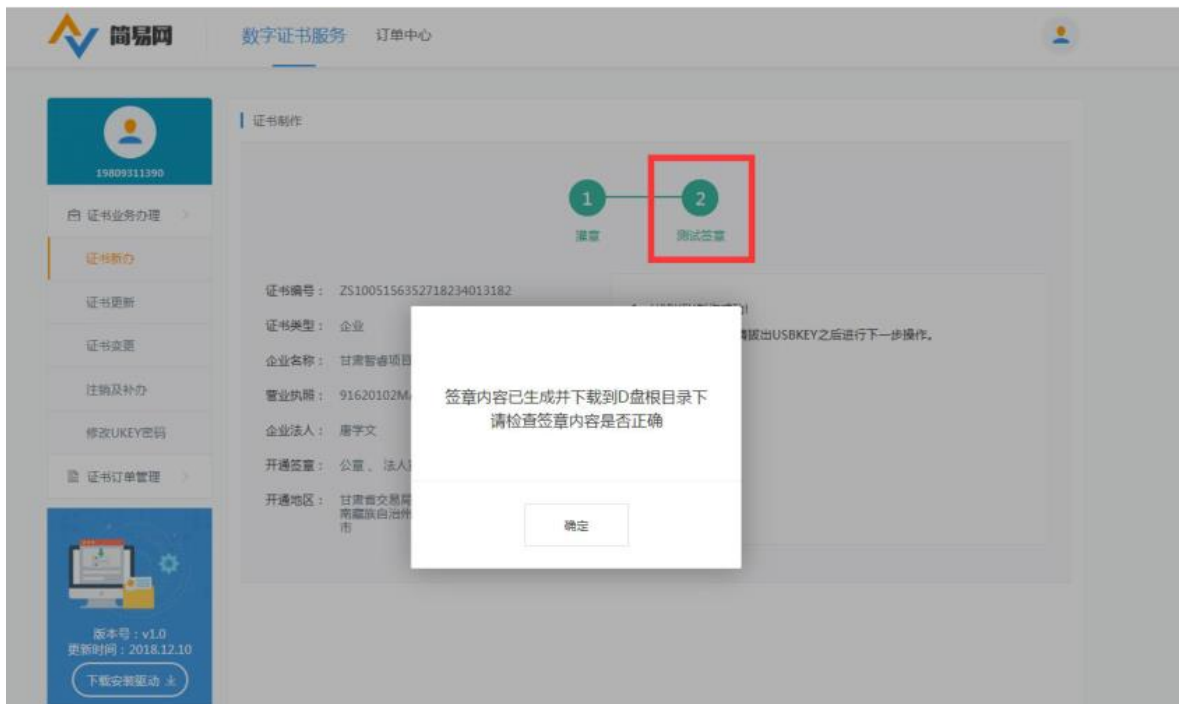 简易网
数字证书服务
订单中心
19809311390
证书业务办理
证书新办
证书更新
证书变更
注销及补办
修改UKEY密码
证书订单管理
版本号：v1.0
更新时间：2018.12.10
下载安装驱动
证书制作
1
2
灌章
测试签章
证书编号： ZS1005156352718234013182
证书类型： 企业
企业名称： 甘肃智睿项目
营业执照： 91620102M
企业法人： 唐学文
开通签章： 公章、法人
开通地区： 甘肃省交易局
南藏族自治州
市
请拔出USBKEY之后进行下一步操作。
签章内容已生成并下载到D盘根目录下
请检查签章内容是否正确
确定